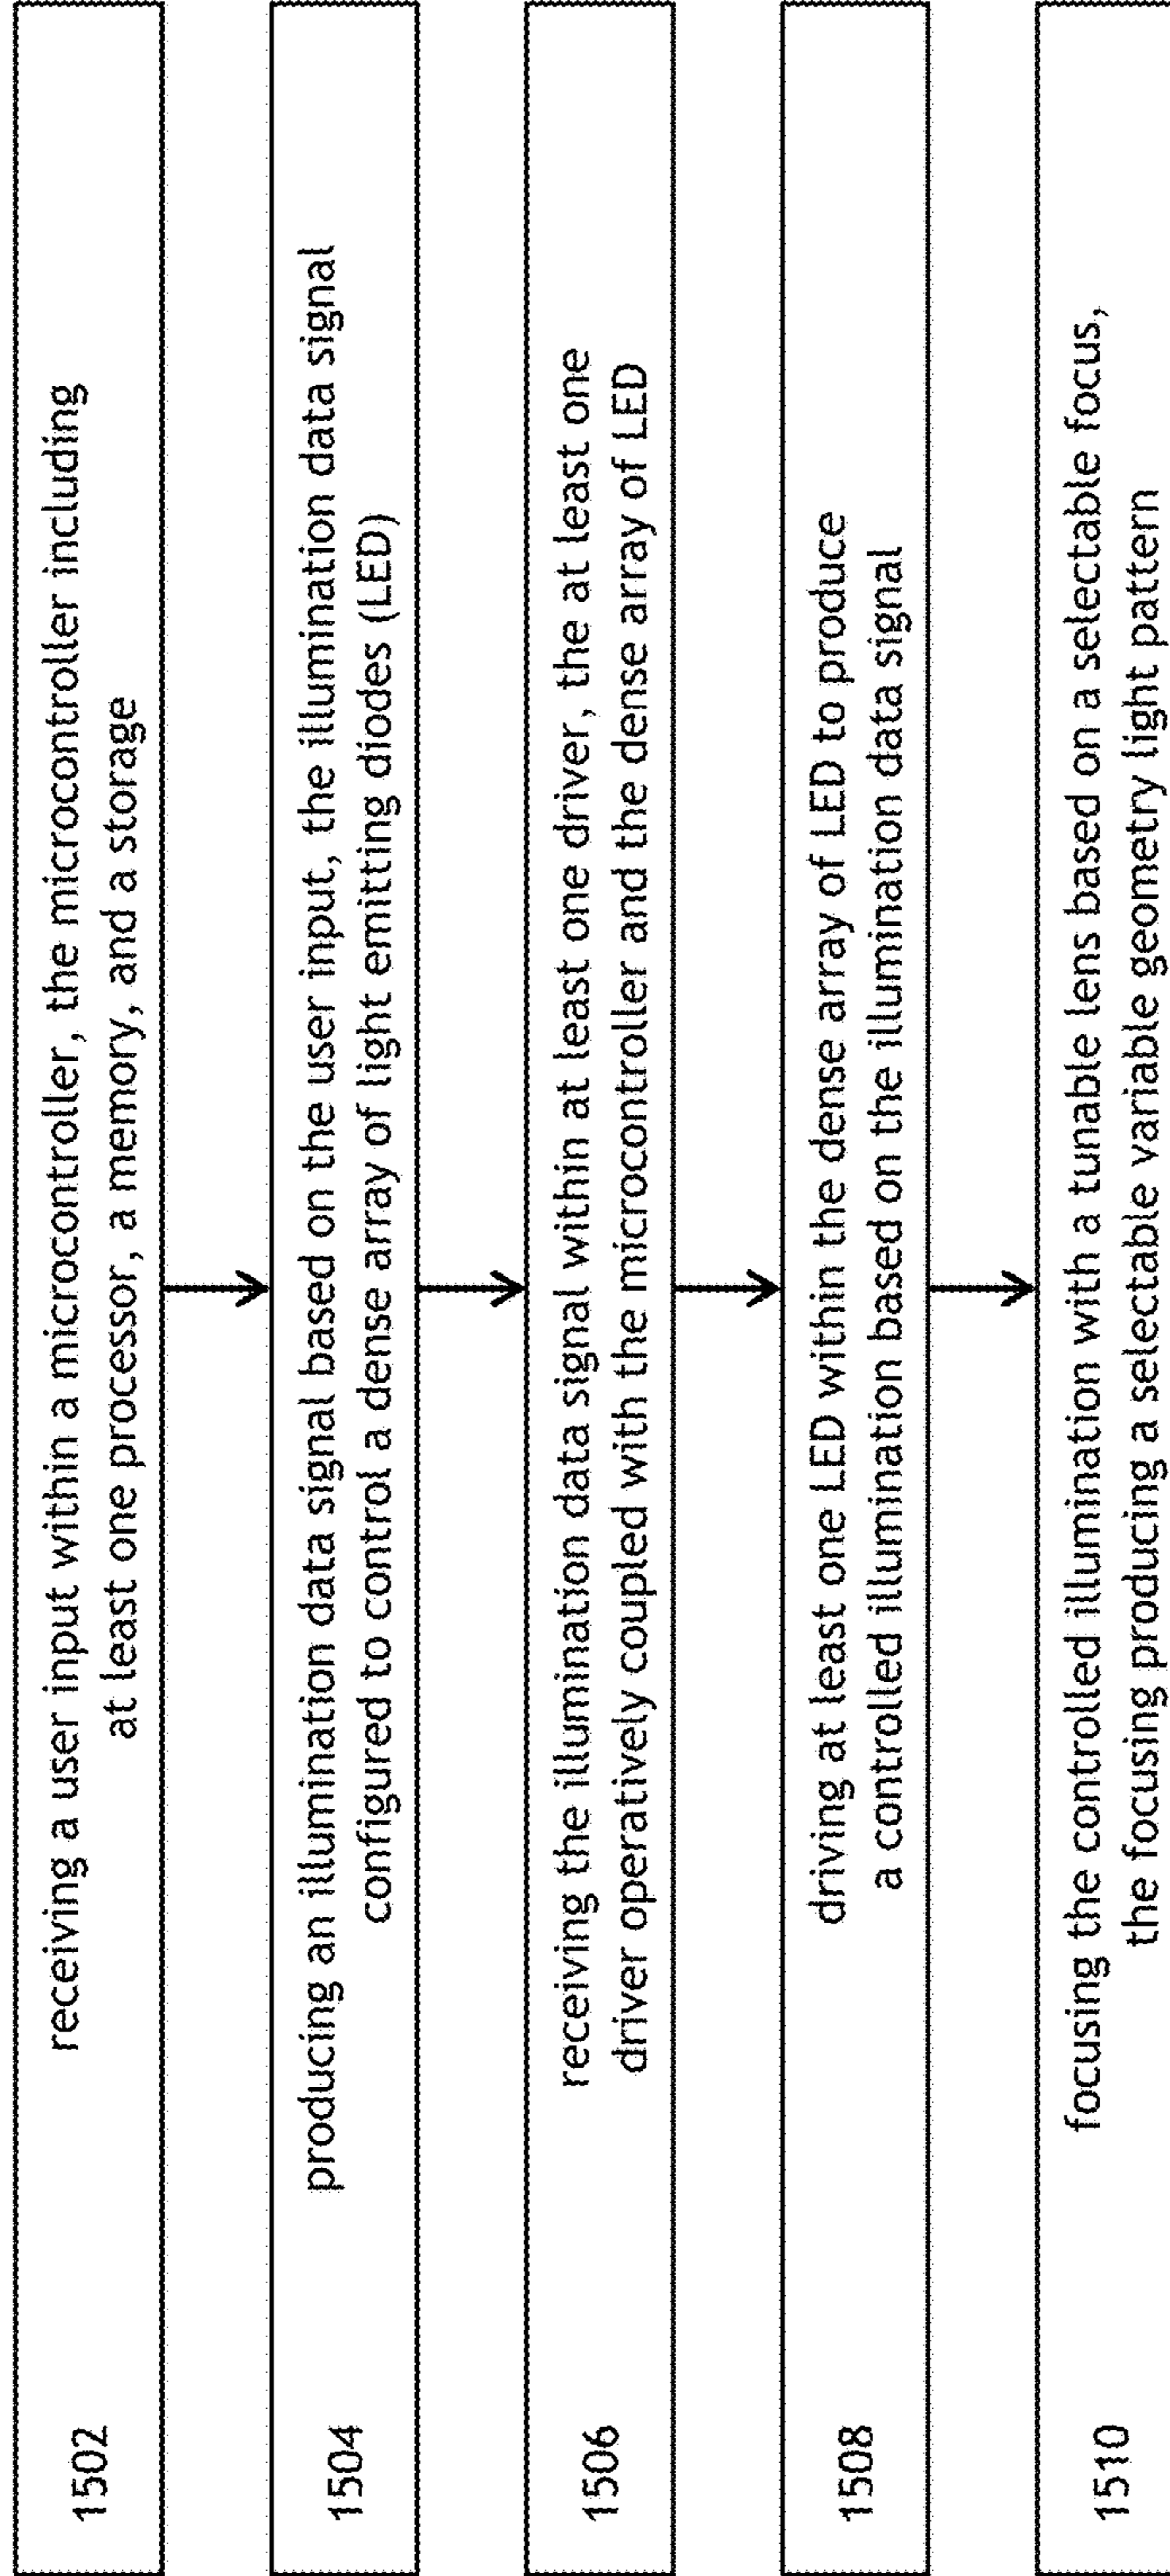 1502
receiving a user input within a microcontroller, the microcontroller including
at least one processor, a memory, and a storage
1504
producing an illumination data signal based on the user input, the illumination data signal
configured to control a dense array of light emitting diodes (LED)
1506
receiving the illumination data signal within at least one driver, the at least one
driver operatively coupled with the microcontroller and the dense array of LED
1508
driving at least one LED within the dense array of LED to produce
a controlled illumination based on the illumination data signal
1510
focusing the controlled illumination with a tunable lens based on a selectable focus,
the focusing producing a selectable variable geometry light pattern